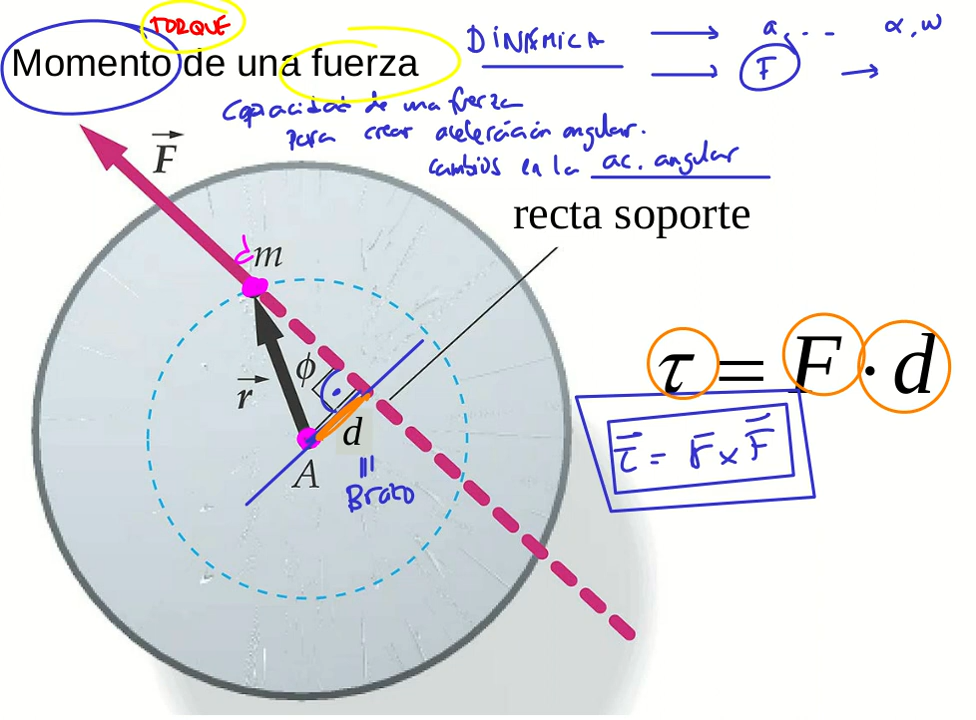 TORQUE
Momento de una fuerza
DINÁMICA → a, ... α, ω
→ F →
Capacidad de una fuerza
para crear aceleración angular.
cambios en la ac. angular
F
recta soporte
d m
ϕ
r
τ = F · d
d
τ = r x F
A
Brazo